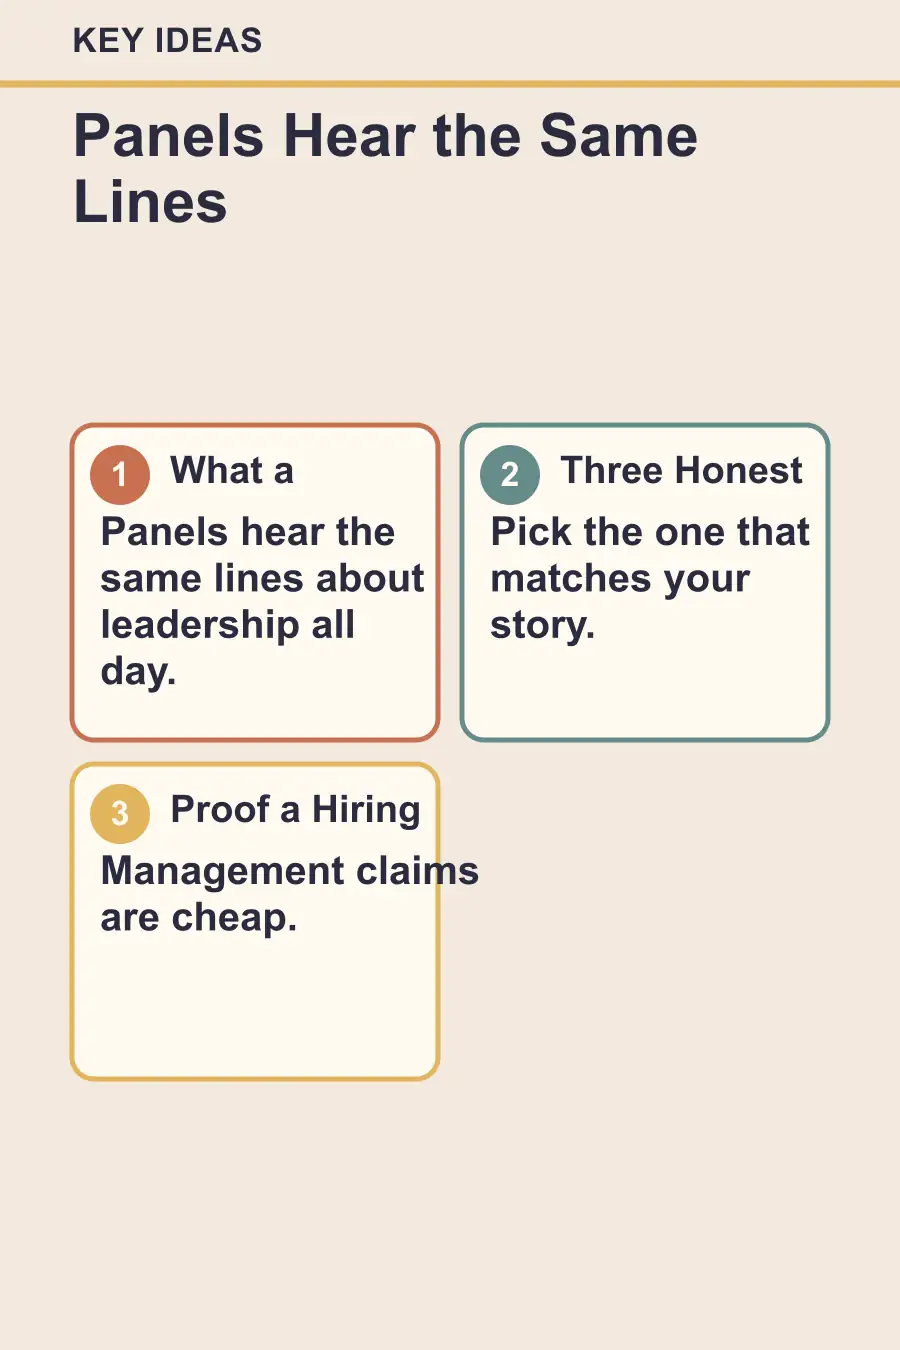 KEY IDEAS
Panels Hear the Same
Lines
1 What a
Panels hear the
same lines about
leadership all
day.
2 Three Honest
Pick the one that
matches your
story.
3 Proof a Hiring
Management claims
are cheap.